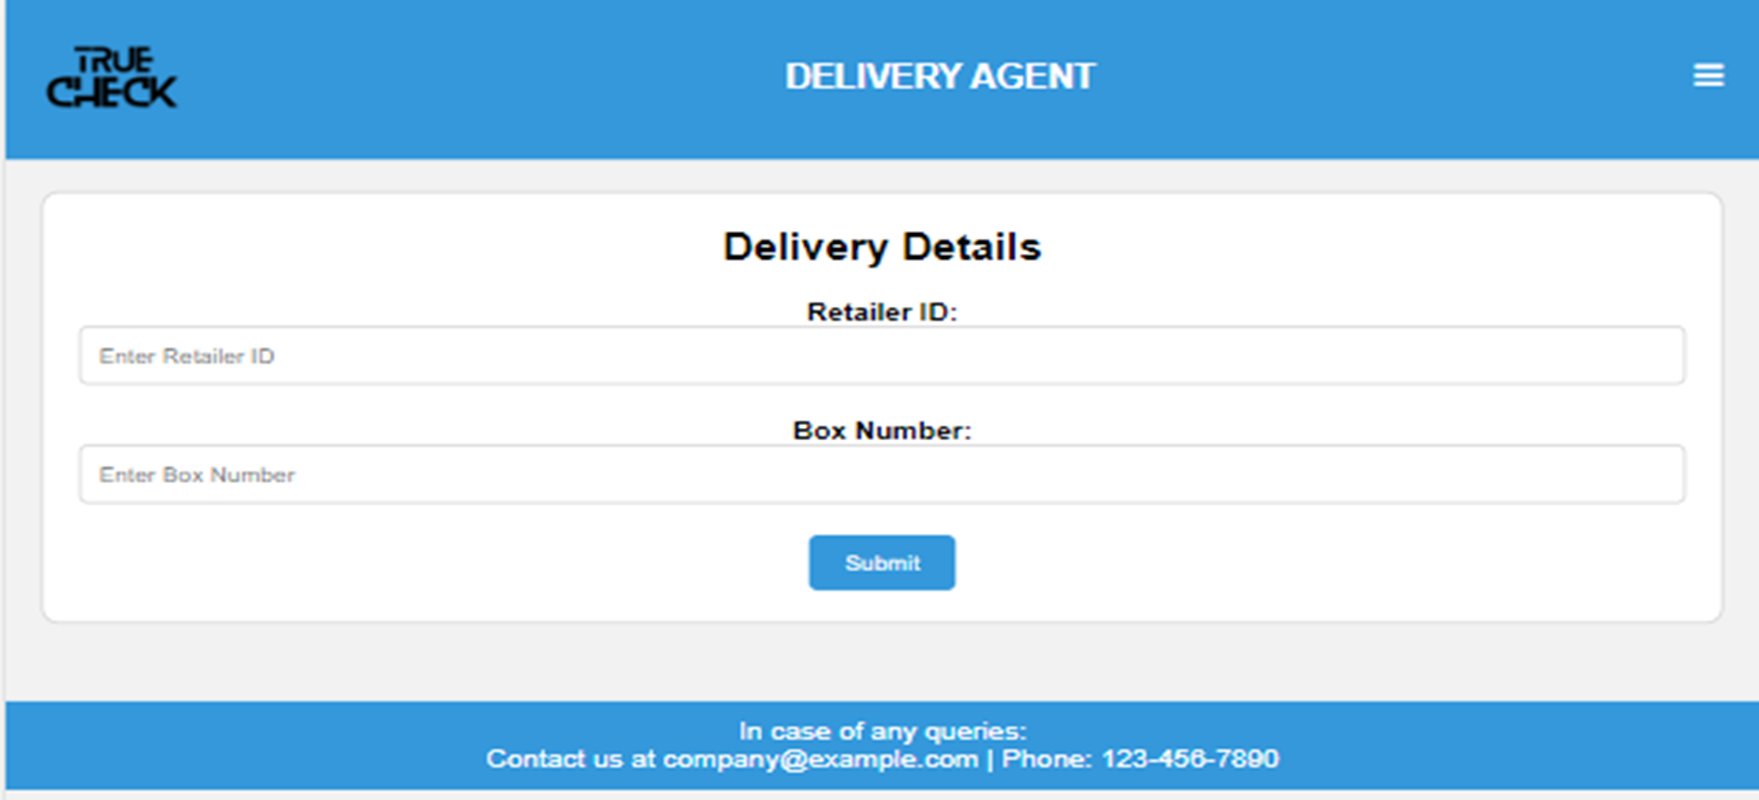 TRUE
CHECK
DELIVERY AGENT
Delivery Details
Retailer ID:
Enter Retailer ID
Box Number:
Enter Box Number
Submit
In case of any queries:
Contact us at company@example.com | Phone: 123-456-7890